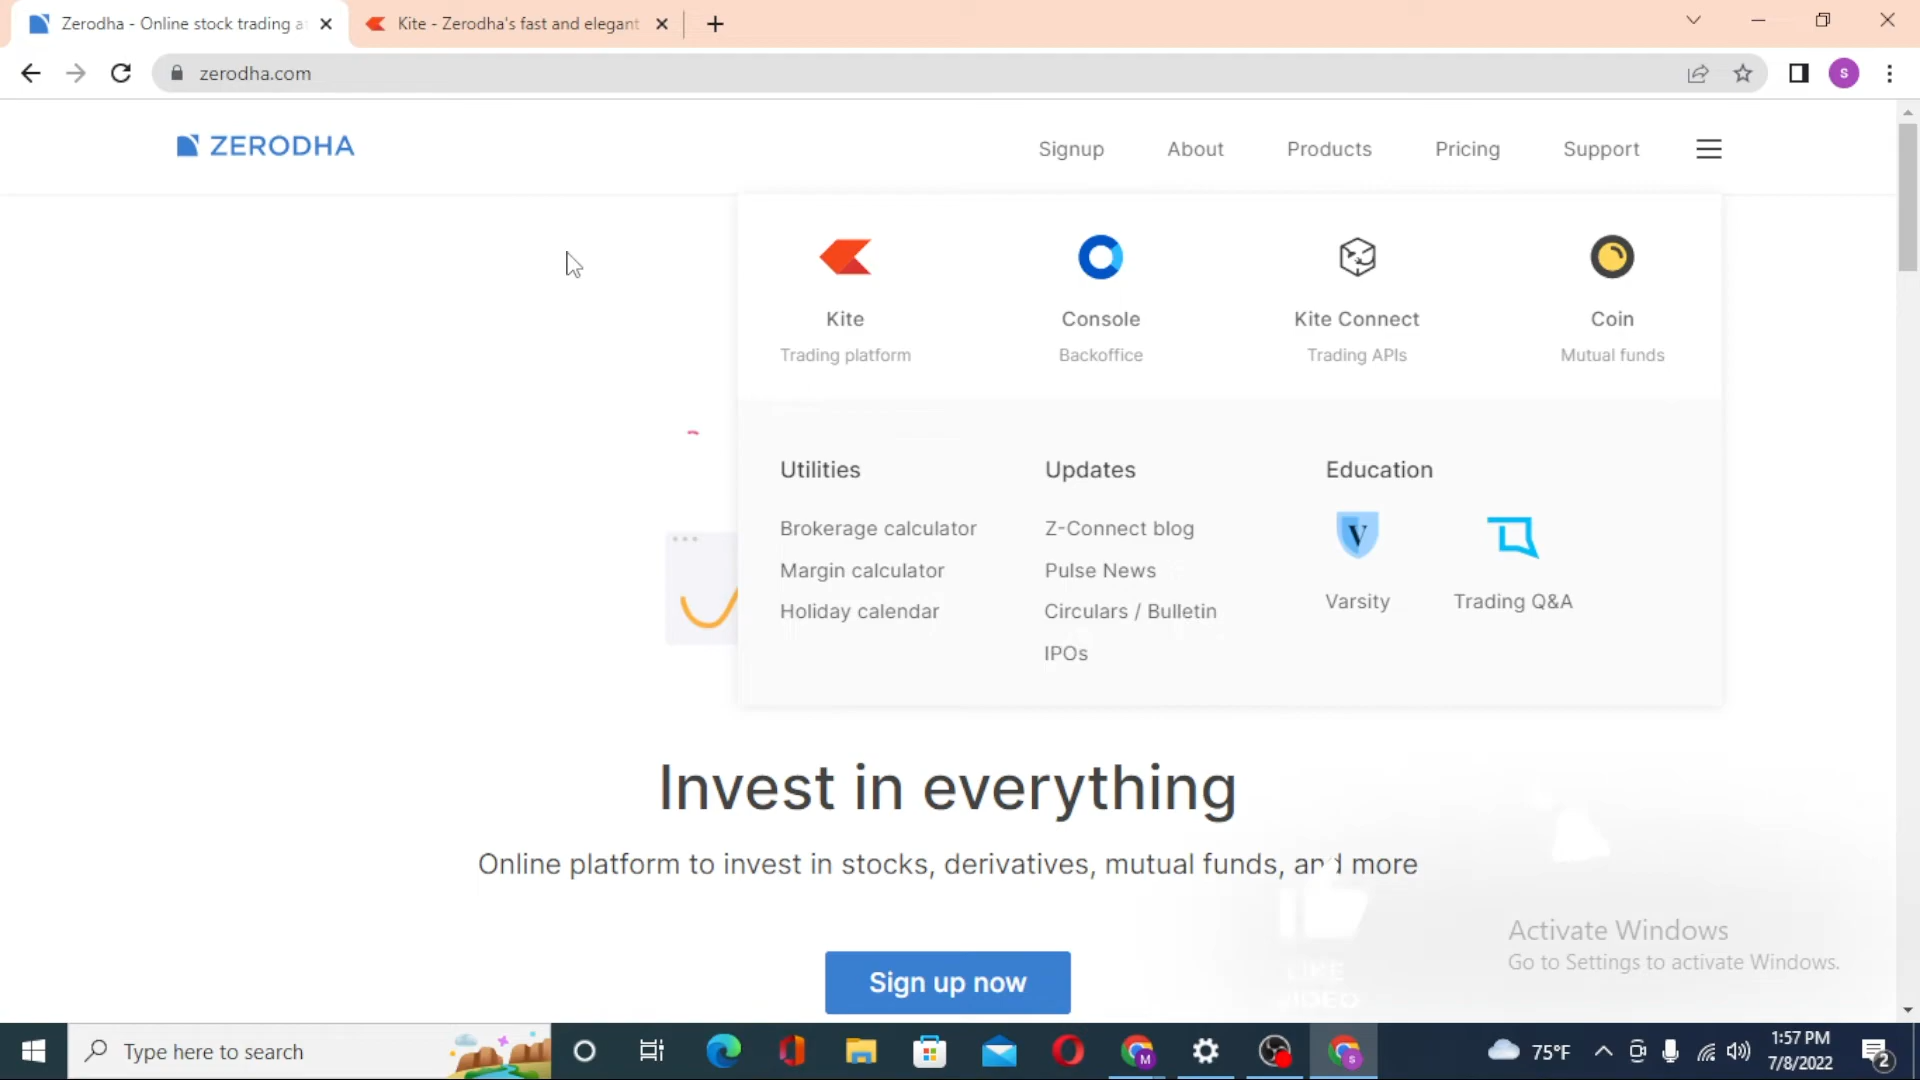 Zerodha - Online stock trading a
Kite - Zerodha's fast and elegant
zerodha.com
S
ZERODHA
Signup
About
Products
Pricing
Support
Kite
Console
Kite Connect
Coin
Trading platform
Backoffice
Trading APIs
Mutual funds
Utilities
Updates
Education
Brokerage calculator
Z-Connect blog
V
Margin calculator
Pulse News
Holiday calendar
Circulars / Bulletin
Varsity
Trading Q&A
IPOs
Invest in everything
Online platform to invest in stocks, derivatives, mutual funds, and more
Activate Windows
Go to Settings to activate Windows.
LIKE
VIDEO
Sign up now
Type here to search
M
S
75°F
1:57 PM
7/8/2022
2